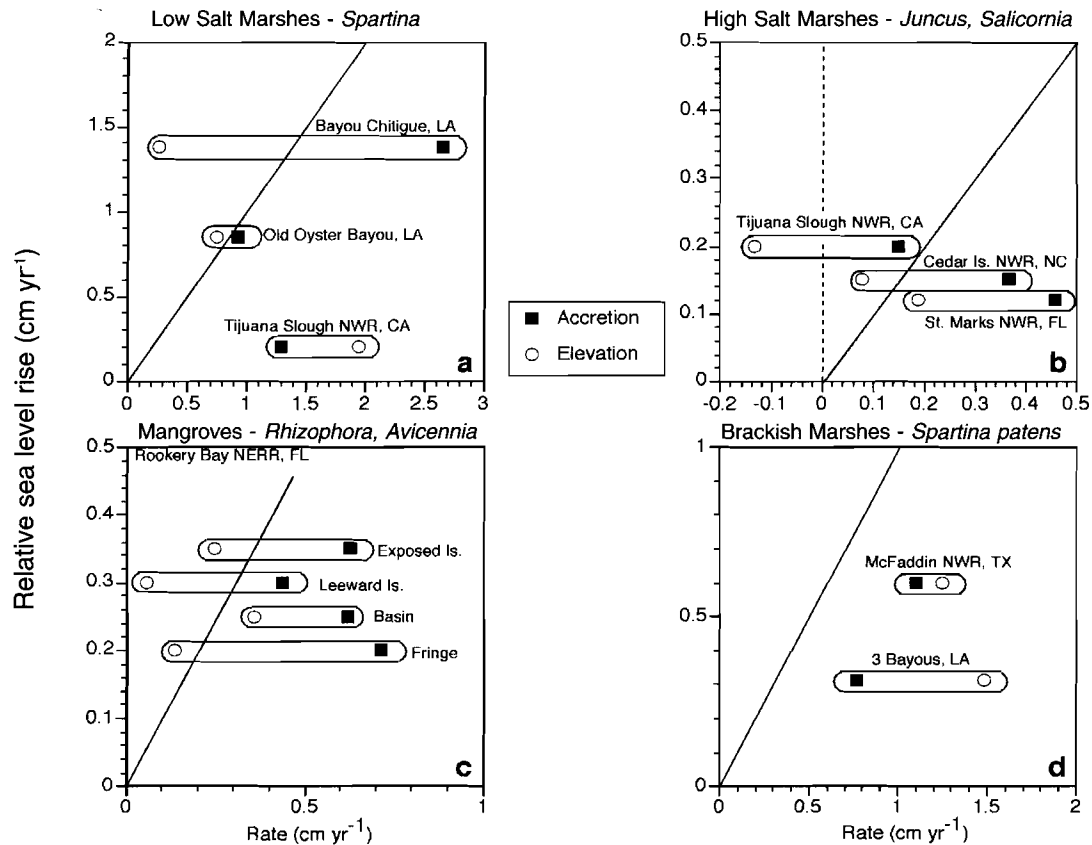 Low Salt Marshes - Spartina
High Salt Marshes - Juncus, Salicornia
Relative sea level rise (cm yr⁻¹)
2
1.5
1
0.5
0
Bayou Chitigue, LA
Old Oyster Bayou, LA
Tijuana Slough NWR, CA
a
0 0.5 1 1.5 2 2.5 3
Accretion
Elevation
0.5
0.4
0.3
0.2
0.1
0
Tijuana Slough NWR, CA
Cedar Is. NWR, NC
St. Marks NWR, FL
b
-0.2 -0.1 0 0.1 0.2 0.3 0.4 0.5
Mangroves - Rhizophora, Avicennia
Rookery Bay NERR, FL
0.5
0.4
0.3
0.2
0.1
0
Exposed Is.
Leeward Is.
Basin
Fringe
c
0 0.5 1
Rate (cm yr⁻¹)
Brackish Marshes - Spartina patens
1
0.5
0
McFaddin NWR, TX
3 Bayous, LA
d
0 0.5 1 1.5 2
Rate (cm yr⁻¹)